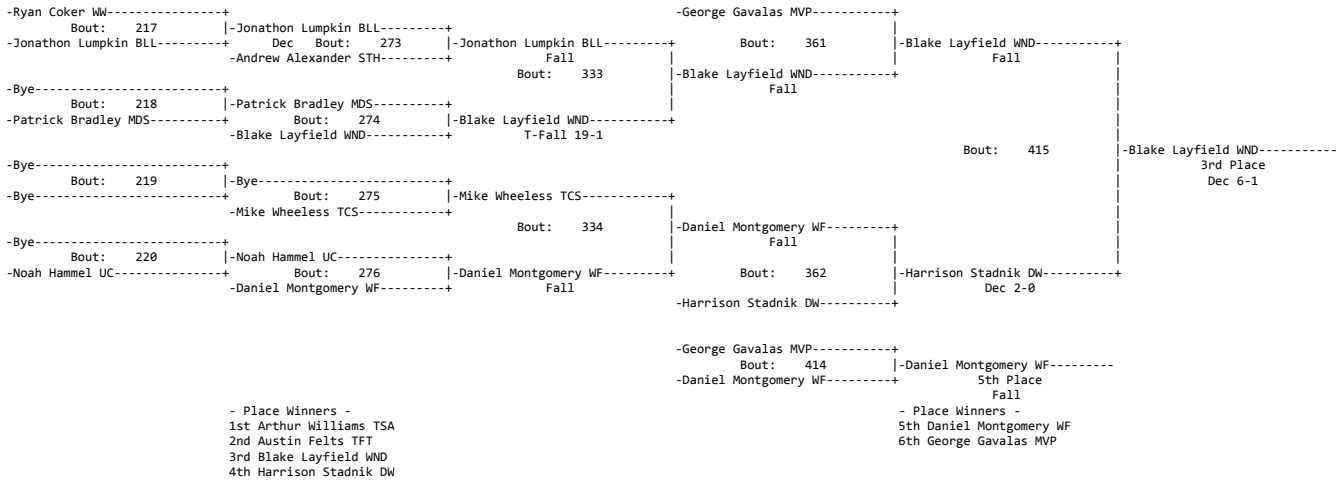 -Ryan Coker WW---------------+ -George Gavalas MVP-----------+
Bout: 217 |-Jonathon Lumpkin BLL--------+ |
-Jonathon Lumpkin BLL---------+ Dec Bout: 273 |-Jonathon Lumpkin BLL--------+ Bout: 361 |-Blake Layfield WND-----------+
-Andrew Alexander STH---------+ Fall | | Fall |
Bout: 333 |-Blake Layfield WND-----------+ |
-Bye--------------------------+ | Fall |
Bout: 218 |-Patrick Bradley MDS----------+ | |
-Patrick Bradley MDS----------+ Bout: 274 |-Blake Layfield WND-----------+ |
-Blake Layfield WND-----------+ T-Fall 19-1 |
Bout: 415 |-Blake Layfield WND-----------
-Bye--------------------------+ | 3rd Place
Bout: 219 |-Bye--------------------------+ | Dec 6-1
-Bye--------------------------+ Bout: 275 |-Mike Wheeless TCS------------+ |
-Mike Wheeless TCS------------+ | |
Bout: 334 |-Daniel Montgomery WF---------+ |
-Bye--------------------------+ | Fall | |
Bout: 220 |-Noah Hammel UC---------------+ | | |
-Noah Hammel UC---------------+ Bout: 276 |-Daniel Montgomery WF---------+ Bout: 362 |-Harrison Stadnik DW----------+
-Daniel Montgomery WF---------+ Fall | Dec 2-0
-Harrison Stadnik DW----------+
-George Gavalas MVP-----------+
Bout: 414 |-Daniel Montgomery WF---------
-Daniel Montgomery WF---------+ 5th Place
Fall
- Place Winners - - Place Winners -
1st Arthur Williams TSA 5th Daniel Montgomery WF
2nd Austin Felts TFT 6th George Gavalas MVP
3rd Blake Layfield WND
4th Harrison Stadnik DW